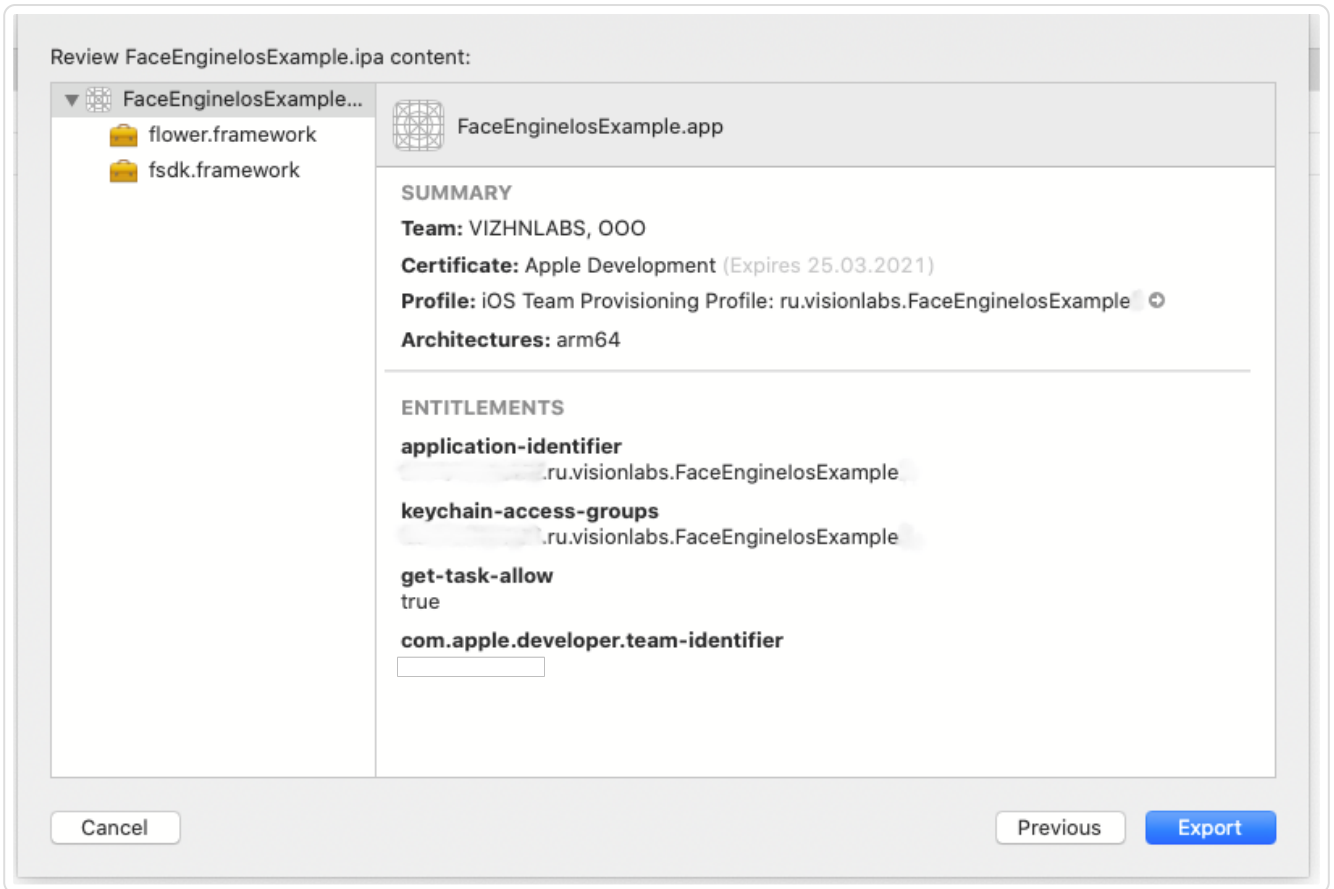 Review FaceEngineIosExample.ipa content:
FaceEngineIosExample...
flower.framework
fsdk.framework
FaceEngineIosExample.app
SUMMARY
Team: VIZHNLABS, OOO
Certificate: Apple Development (Expires 25.03.2021)
Profile: iOS Team Provisioning Profile: ru.visionlabs.FaceEngineIosExample
Architectures: arm64
ENTITLEMENTS
application-identifier
.ru.visionlabs.FaceEngineIosExample
keychain-access-groups
.ru.visionlabs.FaceEngineIosExample
get-task-allow
true
com.apple.developer.team-identifier
Cancel
Previous
Export